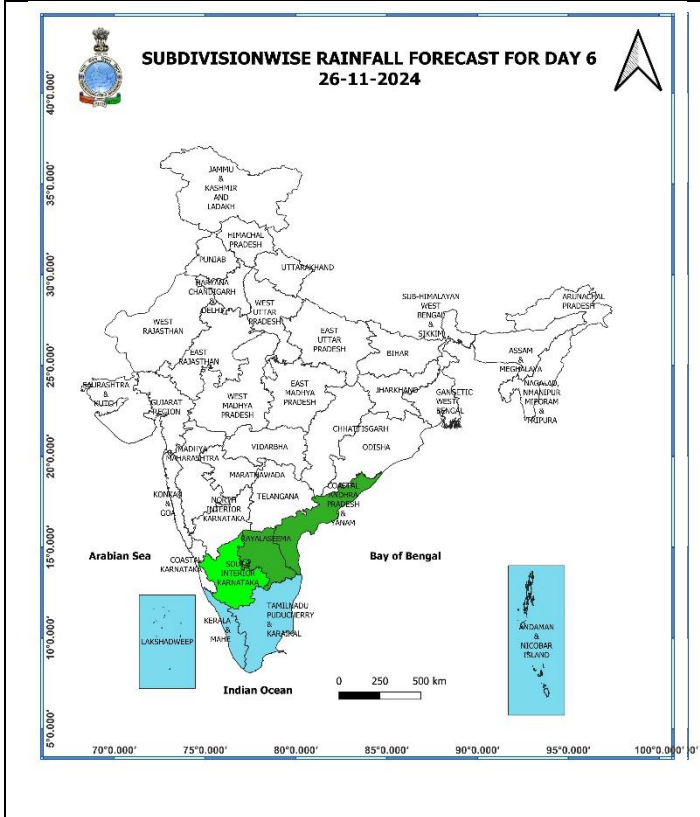 SUBDIVISIONWISE RAINFALL FORECAST FOR DAY 6
26-11-2024
40°0.000'
35°0.000'
30°0.000'
25°0.000'
20°0.000'
15°0.000'
10°0.000'
5°0.000'
JAMMU
&
KASHMIR
AND
LADAKH
HIMACHAL
PRADESH
PUNJAB
UTTARAKHAND
HARYANA
CHANDIGARH
&
DELHI
WEST
UTTAR
PRADESH
WEST
RAJASTHAN
EAST
RAJASTHAN
EAST
UTTAR
PRADESH
SUB-HIMALAYAN
WEST
BENGAL
&
SIKKIM
ARUNACHAL
PRADESH
ASSAM
&
MEGHALAYA
NAGALAD,
MANIPUR
MIZORAM
&
TRIPURA
BIHAR
JHARKHAND
GANGETIC
WEST
BENGAL
SAURASHTRA
&
KUTCH
GUJARAT
REGION
WEST
MADHYA
PRADESH
EAST
MADHYA
PRADESH
CHHATTISGARH
ODISHA
MADHYA
MAHARASHTRA
VIDARBHA
MARATHAWADA
KONKAN
&
GOA
NORTH
INTERIOR
KARNATAKA
TELANGANA
COASTAL
ANDHRA
PRADESH
&
YANAM
RAYALASEEMA
Arabian Sea
Bay of Bengal
COASTAL
KARNATAKA
SOUTH
INTERIOR
KARNATAKA
TAMILNADU
PUDUCHERRY
&
KARAIKAL
KERALA
&
MAHE
LAKSHADWEEP
ANDAMAN
&
NICOBAR
ISLAND
Indian Ocean
0 250 500 km
70°0.000' 75°0.000' 80°0.000' 85°0.000' 90°0.000' 95°0.000' 100°0.000'